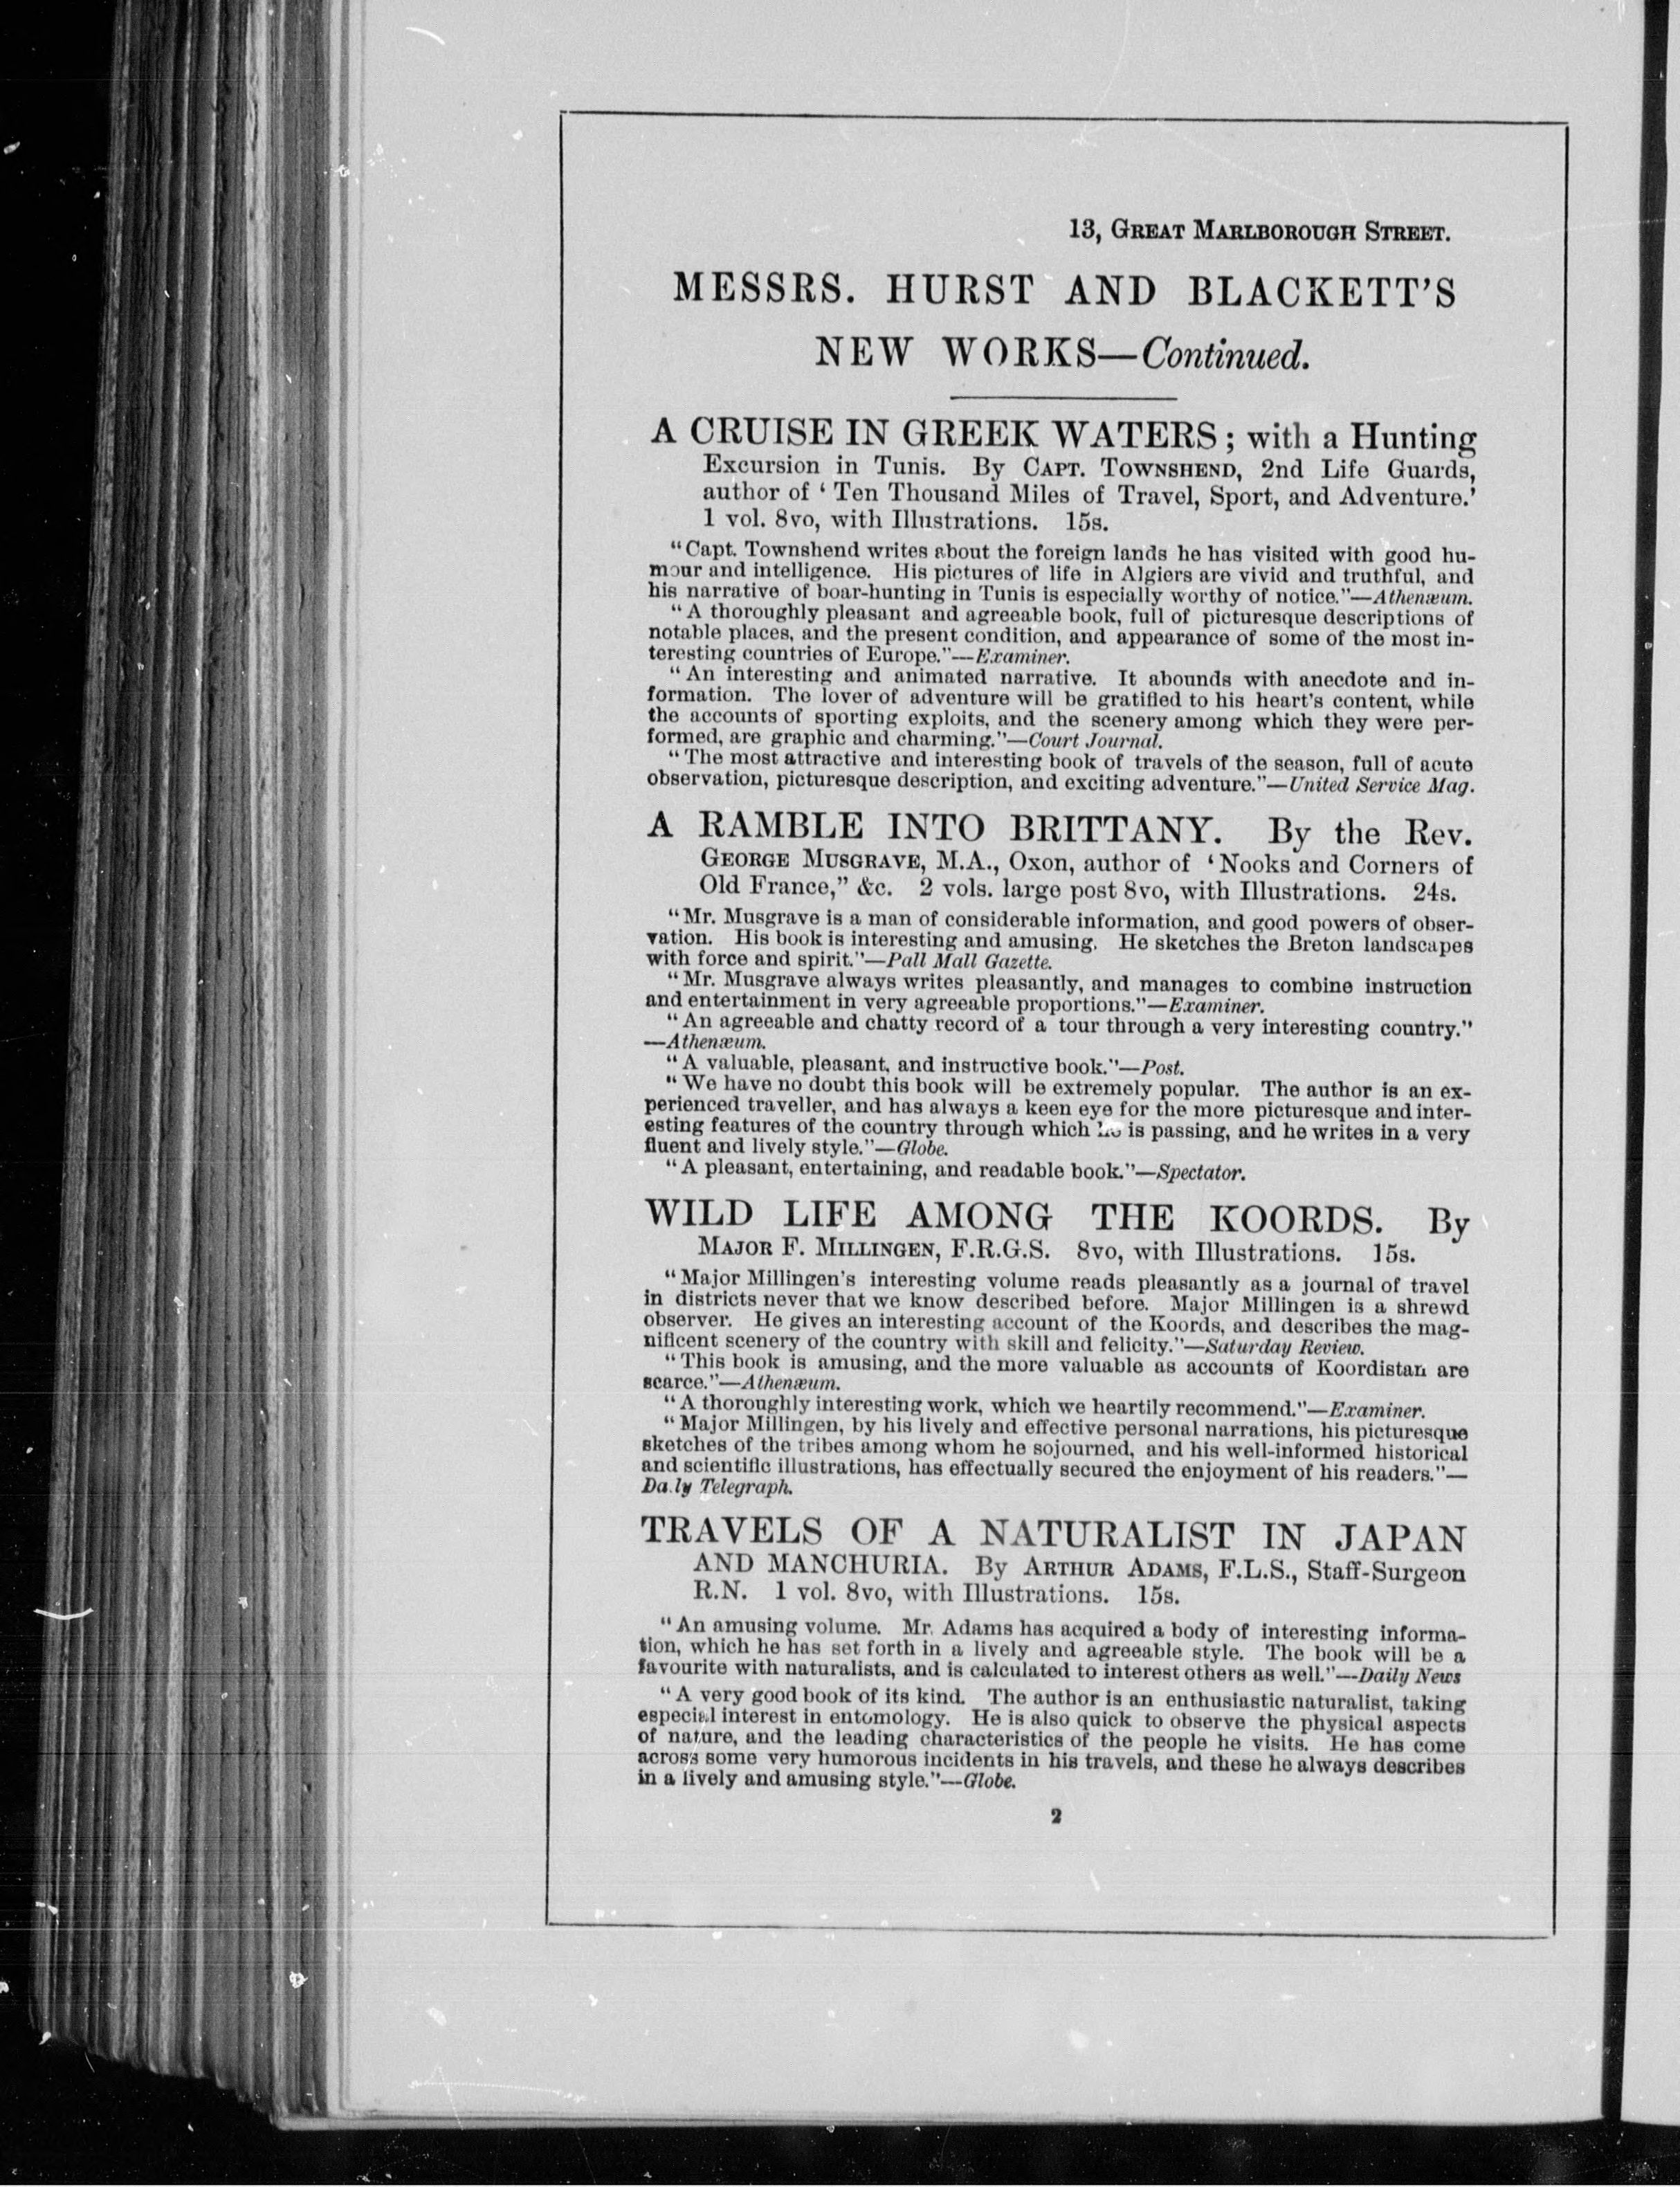 13, GREAT MARLBOROUGH STREET.
MESSRS. HURST AND BLACKETT'S
NEW WORKS—Continued.
A CRUISE IN GREEK WATERS; with a Hunting
Excursion in Tunis. By CAPT. TOWNSHEND, 2nd Life Guards,
author of ‘Ten Thousand Miles of Travel, Sport, and Adventure.’
1 vol. 8vo, with Illustrations. 15s.
“Capt. Townshend writes about the foreign lands he has visited with good hu-
mour and intelligence. His pictures of life in Algiers are vivid and truthful, and
his narrative of boar-hunting in Tunis is especially worthy of notice.”—Athenæum.
“A thoroughly pleasant and agreeable book, full of picturesque descriptions of
notable places, and the present condition, and appearance of some of the most in-
teresting countries of Europe.”—Examiner.
“An interesting and animated narrative. It abounds with anecdote and in-
formation. The lover of adventure will be gratified to his heart's content, while
the accounts of sporting exploits, and the scenery among which they were per-
formed, are graphic and charming.”—Court Journal.
“The most attractive and interesting book of travels of the season, full of acute
observation, picturesque description, and exciting adventure.”—United Service Mag.
A RAMBLE INTO BRITTANY. By the Rev.
GEORGE MUSGRAVE, M.A., Oxon, author of ‘Nooks and Corners of
Old France,” &c. 2 vols. large post 8vo, with Illustrations. 24s.
“Mr. Musgrave is a man of considerable information, and good powers of obser-
vation. His book is interesting and amusing. He sketches the Breton landscapes
with force and spirit.”—Pall Mall Gazette.
“Mr. Musgrave always writes pleasantly, and manages to combine instruction
and entertainment in very agreeable proportions.”—Examiner.
“An agreeable and chatty record of a tour through a very interesting country.”
—Athenæum.
“A valuable, pleasant, and instructive book.”—Post.
“We have no doubt this book will be extremely popular. The author is an ex-
perienced traveller, and has always a keen eye for the more picturesque and inter-
esting features of the country through which he is passing, and he writes in a very
fluent and lively style.”—Globe.
“A pleasant, entertaining, and readable book.”—Spectator.
WILD LIFE AMONG THE KOORDS. By
MAJOR F. MILLINGEN, F.R.G.S. 8vo, with Illustrations. 15s.
“Major Millingen's interesting volume reads pleasantly as a journal of travel
in districts never that we know described before. Major Millingen is a shrewd
observer. He gives an interesting account of the Koords, and describes the mag-
nificent scenery of the country with skill and felicity.”—Saturday Review.
“This book is amusing, and the more valuable as accounts of Koordistan are
scarce.”—Athenæum.
“A thoroughly interesting work, which we heartily recommend.”—Examiner.
“Major Millingen, by his lively and effective personal narrations, his picturesque
sketches of the tribes among whom he sojourned, and his well-informed historical
and scientific illustrations, has effectually secured the enjoyment of his readers.”—
Daily Telegraph.
TRAVELS OF A NATURALIST IN JAPAN
AND MANCHURIA. By ARTHUR ADAMS, F.L.S., Staff-Surgeon
R.N. 1 vol. 8vo, with Illustrations. 15s.
“An amusing volume. Mr. Adams has acquired a body of interesting informa-
tion, which he has set forth in a lively and agreeable style. The book will be a
favourite with naturalists, and is calculated to interest others as well.”—Daily News
“A very good book of its kind. The author is an enthusiastic naturalist, taking
especial interest in entomology. He is also quick to observe the physical aspects
of nature, and the leading characteristics of the people he visits. He has come
across some very humorous incidents in his travels, and these he always describes
in a lively and amusing style.”—Globe.
2